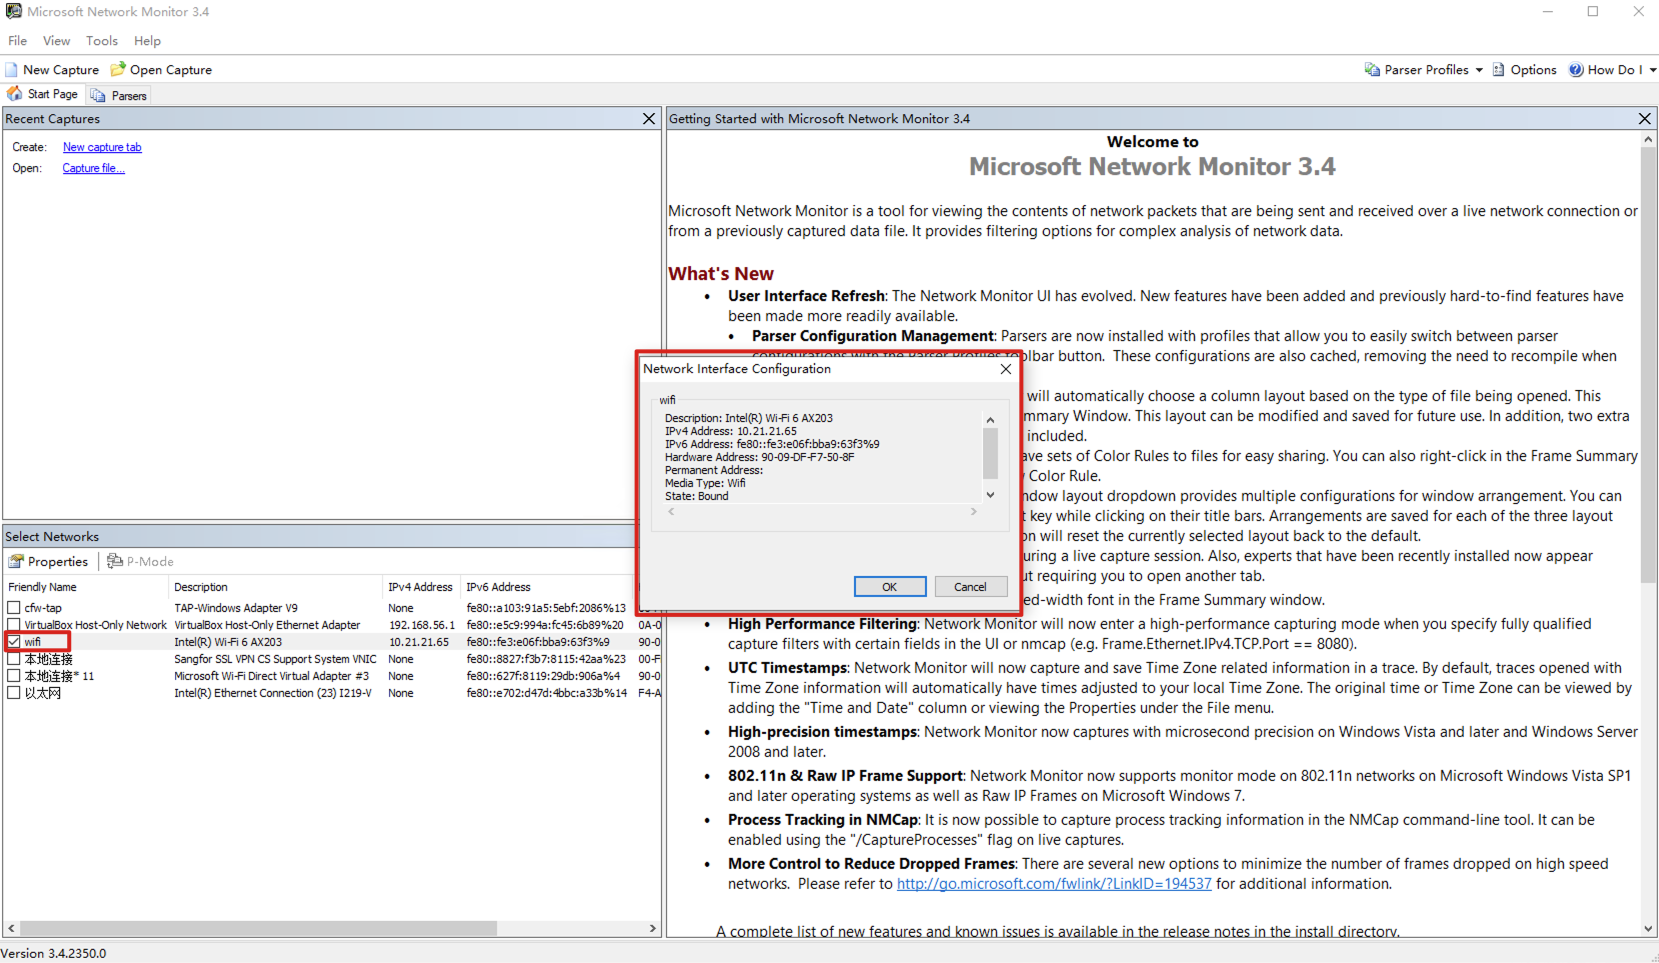 Microsoft Network Monitor 3.4
File View Tools Help
New Capture Open Capture
Parser Profiles Options How Do I
Start Page Parsers
Recent Captures
Create: New capture tab
Open: Capture file...
Select Networks
Properties P-Mode
Friendly Name Description IPv4 Address IPv6 Address
cfw-tap TAP-Windows Adapter V9 None fe80::a103:91a5:5ebf:2086%13
VirtualBox Host-Only Network VirtualBox Host-Only Ethernet Adapter 192.168.56.1 fe80::e5c9:994a:fc45:6b89%20 0A-0
wifi Intel(R) Wi-Fi 6 AX203 10.21.21.65 fe80::fe3:e06f:bba9:63f3%9 90-0
本地连接 Sangfor SSL VPN CS Support System VNIC None fe80::8827:f3b7:8115:42aa%23 00-F
本地连接* 11 Microsoft Wi-Fi Direct Virtual Adapter #3 None fe80::627f:8119:29db:906a%4 90-0
以太网 Intel(R) Ethernet Connection (23) I219-V None fe80::e702:d47d:4bbc:a33b%14 F4-A
Getting Started with Microsoft Network Monitor 3.4
Welcome to
Microsoft Network Monitor 3.4
Microsoft Network Monitor is a tool for viewing the contents of network packets that are being sent and received over a live network connection or
from a previously captured data file. It provides filtering options for complex analysis of network data.
What's New
• User Interface Refresh: The Network Monitor UI has evolved. New features have been added and previously hard-to-find features have
been made more readily available.
• Parser Configuration Management: Parsers are now installed with profiles that allow you to easily switch between parser
configurations with the Parser Profiles toolbar button. These configurations are also cached, removing the need to recompile when
will automatically choose a column layout based on the type of file being opened. This
mmary Window. This layout can be modified and saved for future use. In addition, two extra
included.
ave sets of Color Rules to files for easy sharing. You can also right-click in the Frame Summary
Color Rule.
ndow layout dropdown provides multiple configurations for window arrangement. You can
t key while clicking on their title bars. Arrangements are saved for each of the three layout
on will reset the currently selected layout back to the default.
uring a live capture session. Also, experts that have been recently installed now appear
ut requiring you to open another tab.
ed-width font in the Frame Summary window.
• High Performance Filtering: Network Monitor will now enter a high-performance capturing mode when you specify fully qualified
capture filters with certain fields in the UI or nmcap (e.g. Frame.Ethernet.IPv4.TCP.Port == 8080).
• UTC Timestamps: Network Monitor will now capture and save Time Zone related information in a trace. By default, traces opened with
Time Zone information will automatically have times adjusted to your local Time Zone. The original time or Time Zone can be viewed by
adding the "Time and Date" column or viewing the Properties under the File menu.
• High-precision timestamps: Network Monitor now captures with microsecond precision on Windows Vista and later and Windows Server
2008 and later.
• 802.11n & Raw IP Frame Support: Network Monitor now supports monitor mode on 802.11n networks on Microsoft Windows Vista SP1
and later operating systems as well as Raw IP Frames on Microsoft Windows 7.
• Process Tracking in NMCap: It is now possible to capture process tracking information in the NMCap command-line tool. It can be
enabled using the "/CaptureProcesses" flag on live captures.
• More Control to Reduce Dropped Frames: There are several new options to minimize the number of frames dropped on high speed
networks. Please refer to http://go.microsoft.com/fwlink/?LinkID=194537 for additional information.
A complete list of new features and known issues is available in the release notes in the install directory.
Network Interface Configuration
wifi
Description: Intel(R) Wi-Fi 6 AX203
IPv4 Address: 10.21.21.65
IPv6 Address: fe80::fe3:e06f:bba9:63f3%9
Hardware Address: 90-09-DF-F7-50-8F
Permanent Address:
Media Type: Wifi
State: Bound
OK Cancel
Version 3.4.2350.0